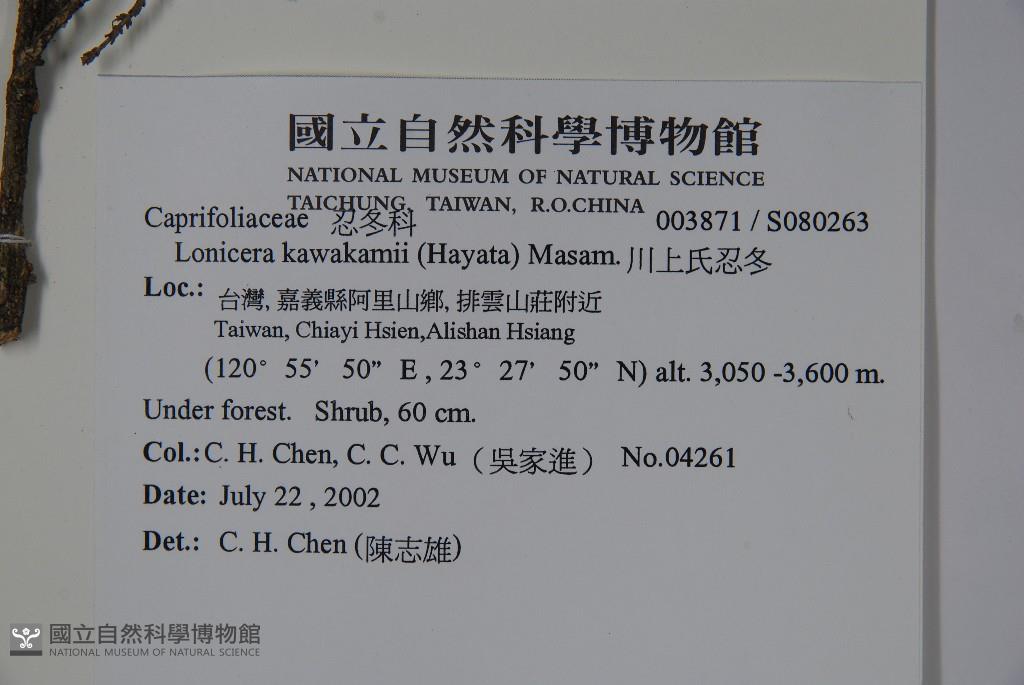 國立自然科學博物館
NATIONAL MUSEUM OF NATURAL SCIENCE
TAICHUNG, TAIWAN, R.O.CHINA
Caprifoliaceae 忍冬科 003871 / S080263
Lonicera kawakamii (Hayata) Masam. 川上氏忍冬
Loc.: 台灣, 嘉義縣阿里山鄉, 排雲山莊附近
Taiwan, Chiayi Hsien,Alishan Hsiang
(120° 55’ 50” E , 23° 27’ 50” N) alt. 3,050 -3,600 m.
Under forest. Shrub, 60 cm.
Col.: C. H. Chen, C. C. Wu (吳家進) No.04261
Date: July 22 , 2002
Det.: C. H. Chen (陳志雄)
國立自然科學博物館
NATIONAL MUSEUM OF NATURAL SCIENCE